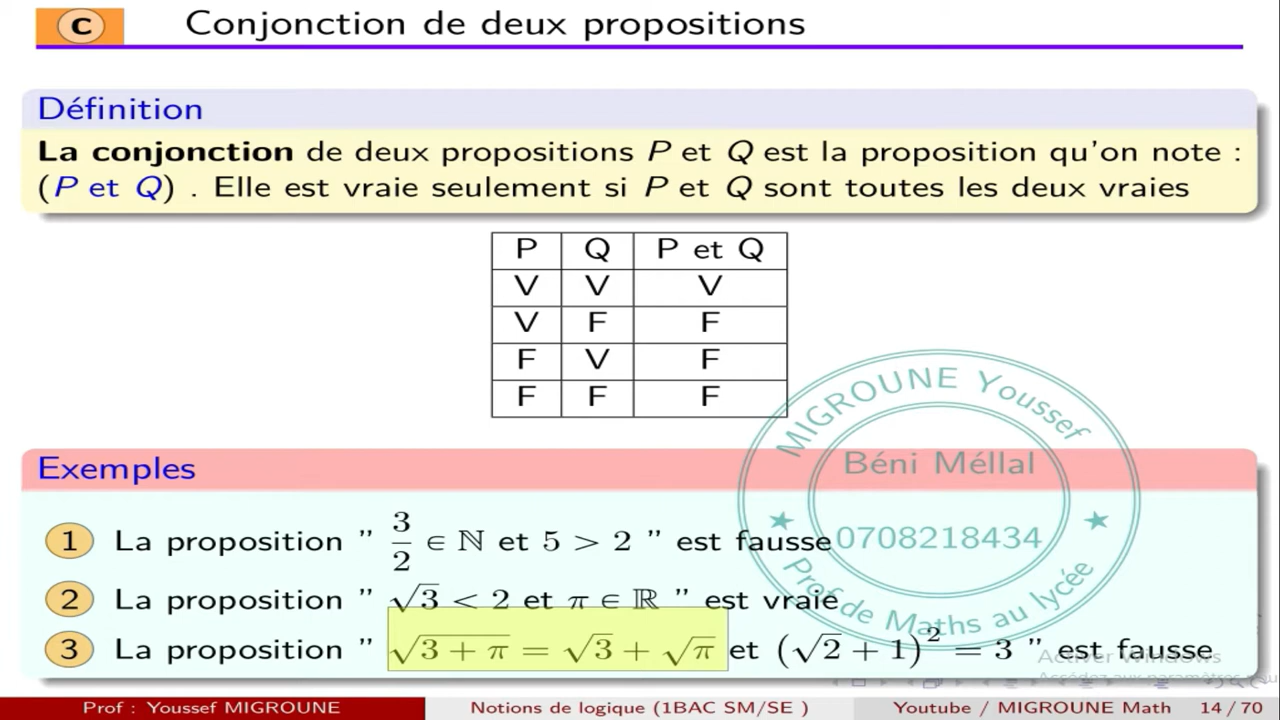 C Conjonction de deux propositions
Définition
La conjonction de deux propositions P et Q est la proposition qu'on note :
(P et Q) . Elle est vraie seulement si P et Q sont toutes les deux vraies
P Q P et Q
V V V
V F F
F V F
F F F
MIGROUNE Youssef
Béni Méllal
0708218434
Prof de Maths au lycée
Exemples
1 La proposition " 3/2 ∈ ℕ et 5 > 2 " est fausse
2 La proposition " √3 < 2 et π ∈ ℝ " est vraie
3 La proposition " √(3 + π) = √3 + √π et (√2 + 1)² = 3 " est fausse
Activer Windows
Prof : Youssef MIGROUNE Notions de logique (1BAC SM/SE ) Youtube / MIGROUNE Math 14 / 70